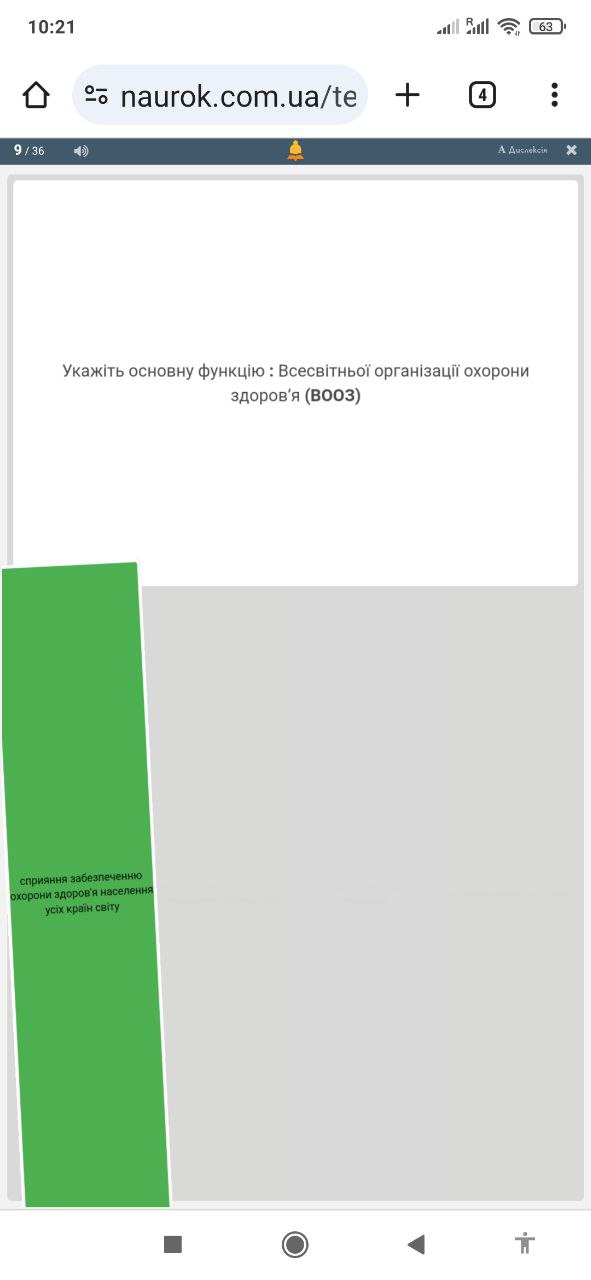 10:21
R
63
naurok.com.ua/te
4
9 / 36
А Дислексія
Укажіть основну функцію : Всесвітньої організації охорони
здоров’я (ВООЗ)
сприяння забезпеченню
охорони здоров'я населення
усіх країн світу